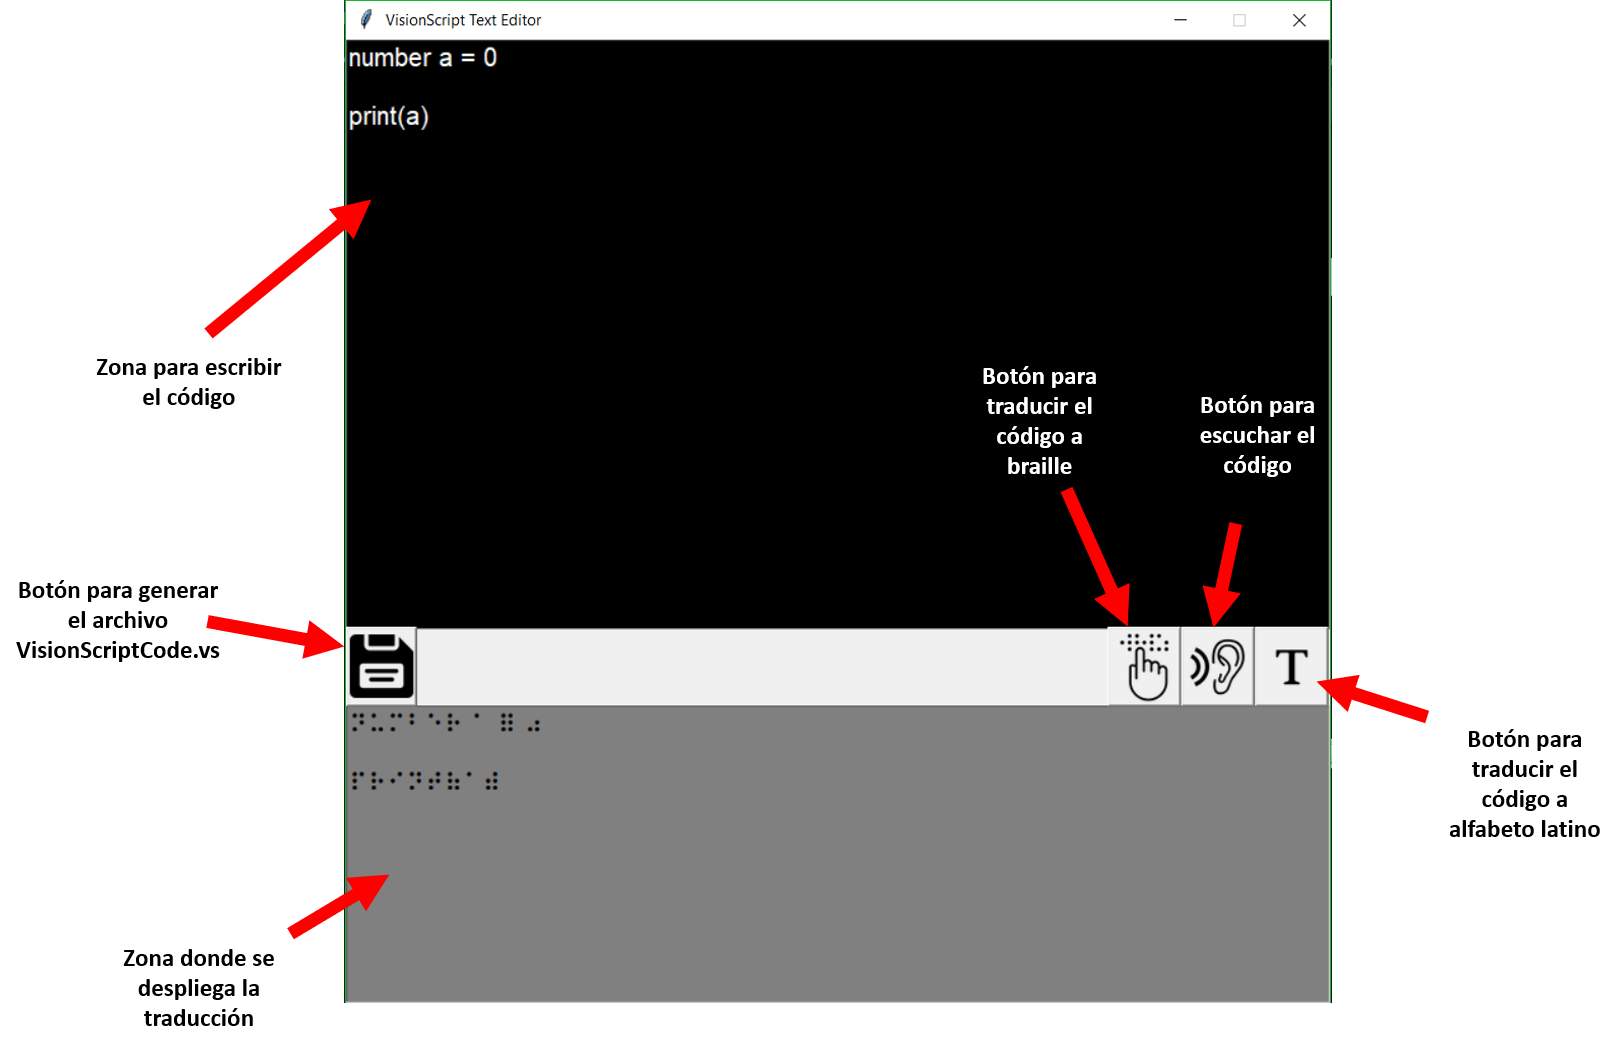 VisionScript Text Editor
number a = 0
print(a)
Zona para escribir
el código
Botón para
traducir el
código a
braille
Botón para
escuchar el
código
Botón para generar
el archivo
VisionScriptCode.vs
T
⠝⠥⠍⠃⠑⠗ ⠁ ⠿ ⠴
⠏⠗⠊⠝⠞⠷⠁⠾
Botón para
traducir el
código a
alfabeto latino
Zona donde se
despliega la
traducción